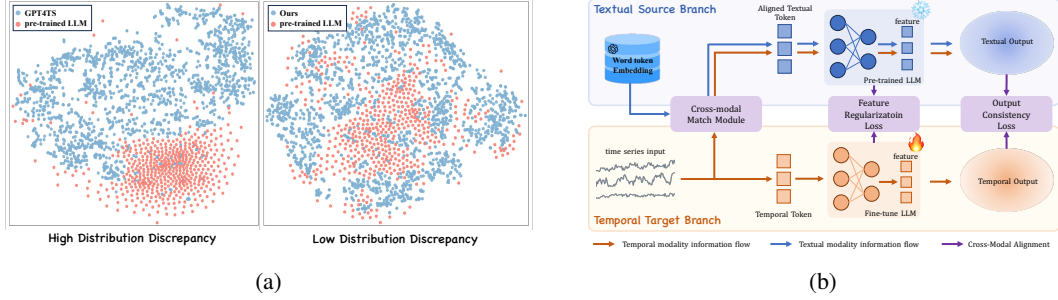 GPT4TS
pre-trained LLM
Ours
pre-trained LLM
High Distribution Discrepancy
Low Distribution Discrepancy
(a)
Textual Source Branch
Word token
Embedding
Aligned Textual
Token
feature
Pre-trained LLM
Textual Output
Cross-modal
Match Module
Feature
Regularizatoin
Loss
Output
Consistency
Loss
time series input
Temporal Token
feature
Fine-tune LLM
Temporal Output
Temporal Target Branch
Temporal modality information flow
Textual modality information flow
Cross-Modal Alignment
(b)